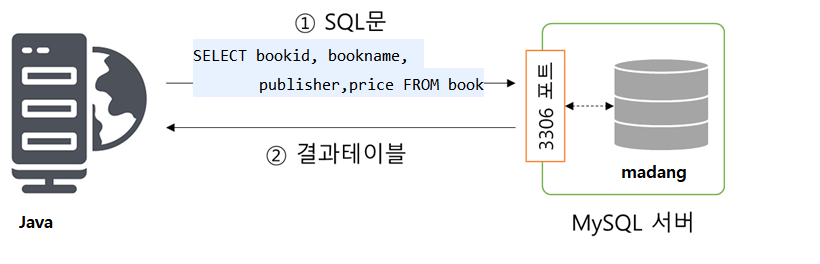 ① SQL문
SELECT bookid, bookname,
publisher,price FROM book
② 결과테이블
Java
3306 포트
madang
MySQL 서버